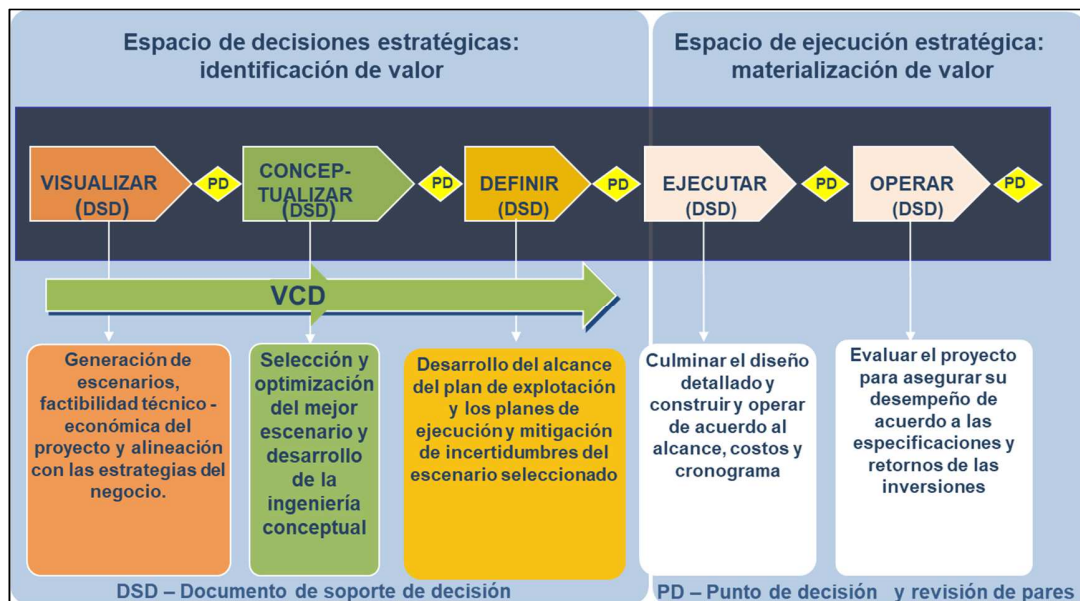 Espacio de decisiones estratégicas:
identificación de valor
Espacio de ejecución estratégica:
materialización de valor
VISUALIZAR
(DSD)
PD
CONCEP-
TUALIZAR
(DSD)
PD
DEFINIR
(DSD)
PD
EJECUTAR
(DSD)
PD
OPERAR
(DSD)
PD
VCD
Generación de
escenarios,
factibilidad técnico -
económica del
proyecto y alineación
con las estrategias del
negocio.
Selección y
optimización
del mejor
escenario y
desarrollo
de la
ingeniería
conceptual
Desarrollo del alcance
del plan de explotación
y los planes de
ejecución y mitigación
de incertidumbres del
escenario seleccionado
Culminar el diseño
detallado y
construir y operar
de acuerdo al
alcance, costos y
cronograma
Evaluar el proyecto
para asegurar su
desempeño de
acuerdo a las
especificaciones y
retornos de las
inversiones
DSD – Documento de soporte de decisión
PD – Punto de decisión y revisión de pares